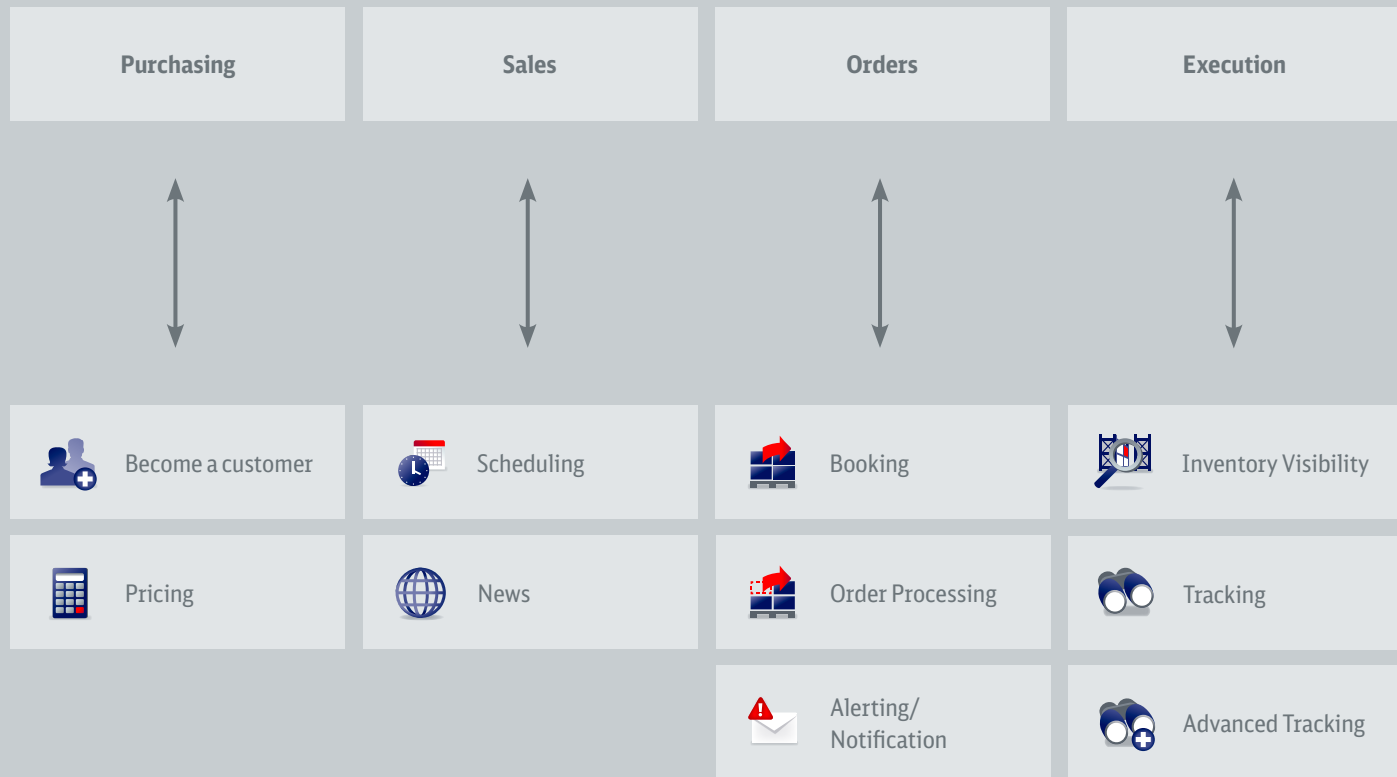 Purchasing
Sales
Orders
Execution
Become a customer
Scheduling
Booking
Inventory Visibility
Pricing
News
Order Processing
Tracking
Alerting/
Notification
Advanced Tracking